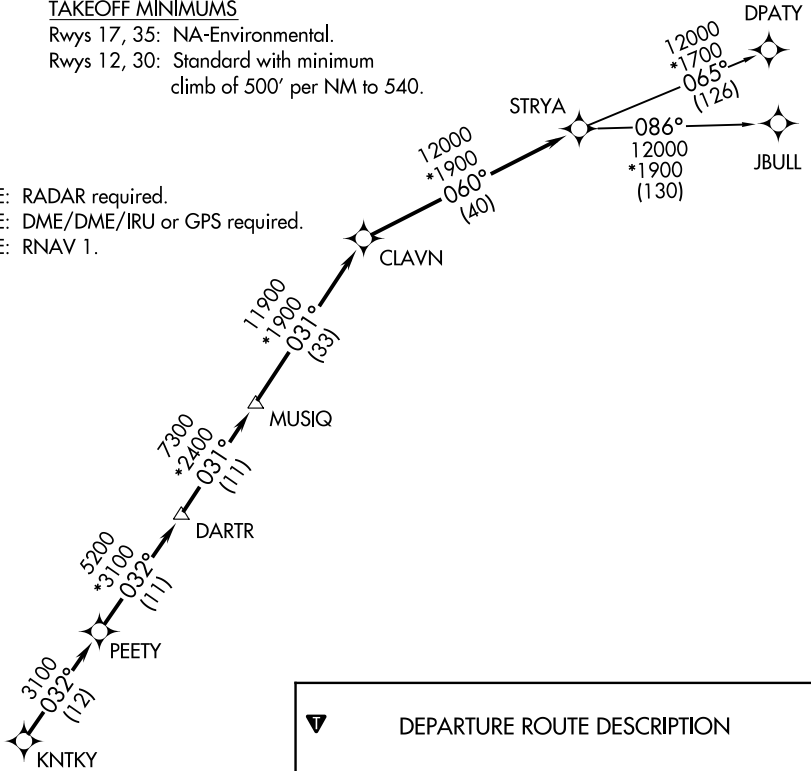 TAKEOFF MINIMUMS
Rwys 17, 35: NA-Environmental.
Rwys 12, 30: Standard with minimum
climb of 500' per NM to 540.
E: RADAR required.
E: DME/DME/IRU or GPS required.
E: RNAV 1.
DPATY
12000
*1700
065°
(126)
STRYA
086°
12000
*1900
(130)
JBULL
12000
*1900
060°
(40)
CLAVN
11900
*1900
031°
(33)
MUSIQ
7300
*2400
031°
(11)
DARTR
5200
*3100
032°
(11)
PEETY
3100
032°
(12)
KNTKY
T DEPARTURE ROUTE DESCRIPTION